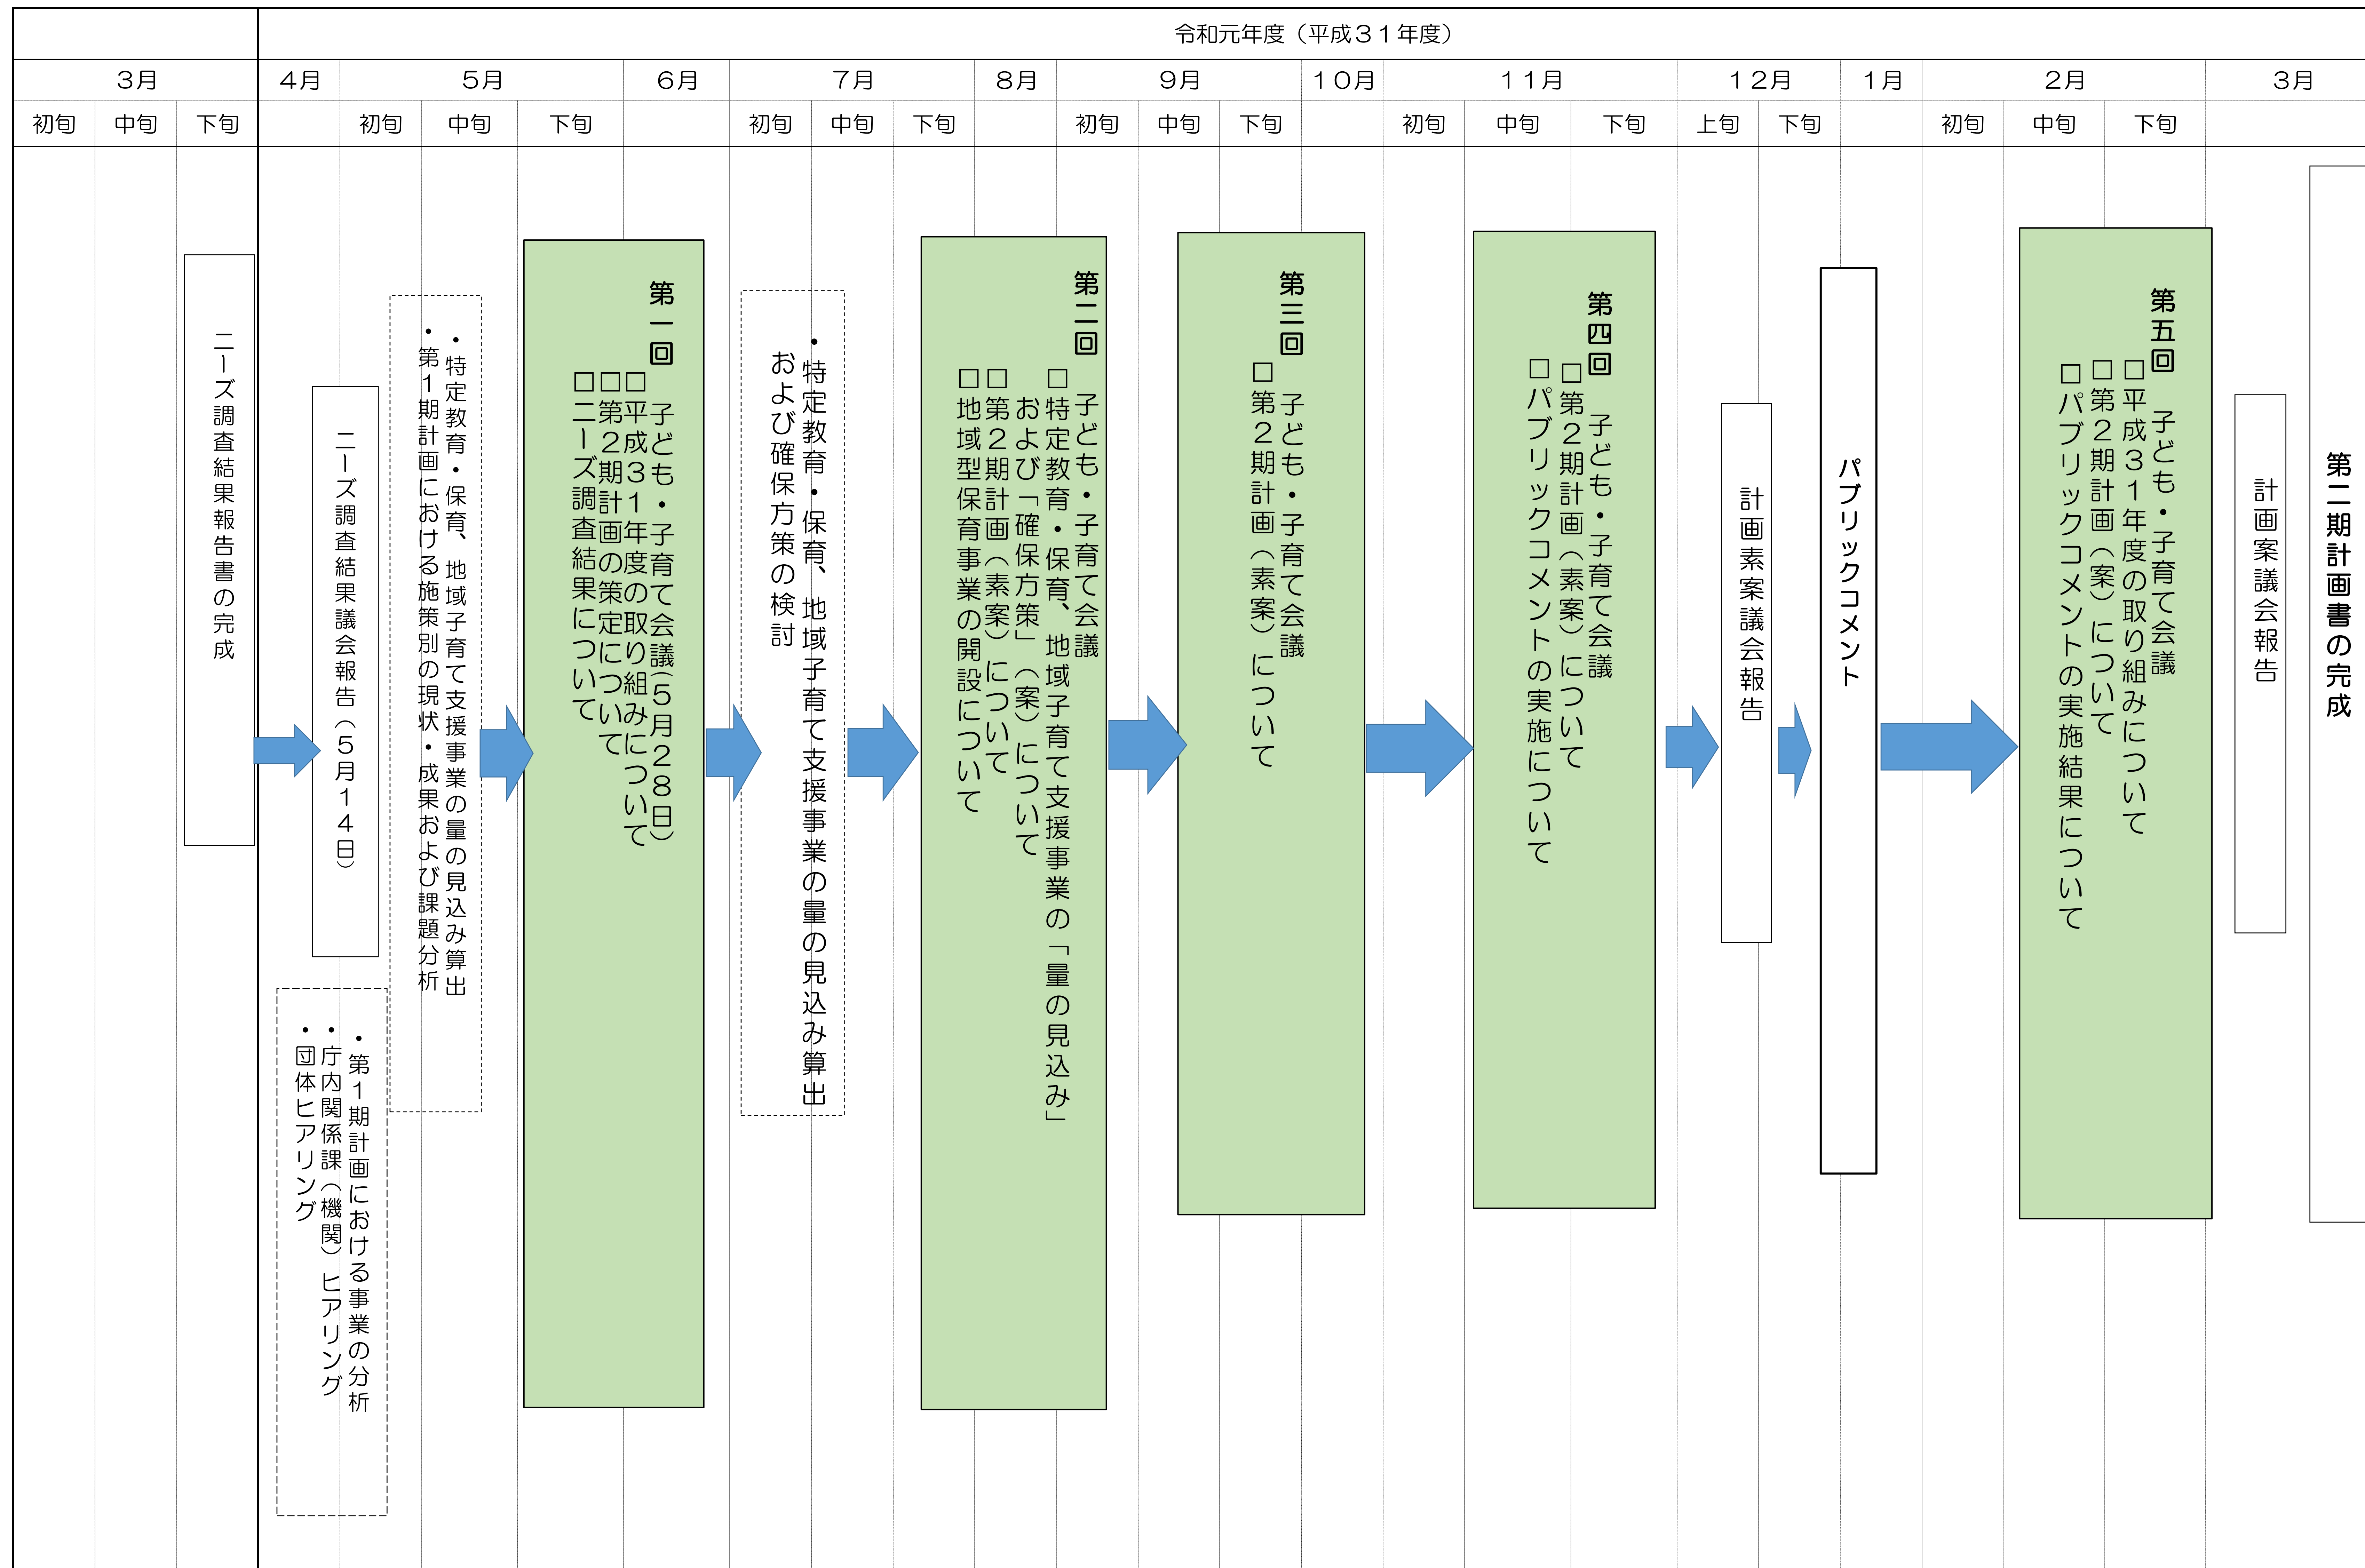 令和元年度（平成３１年度）
３月
４月
５月
６月
７月
８月
９月
１０月
１１月
１２月
１月
２月
３月
初旬
中旬
下旬
初旬
中旬
下旬
初旬
中旬
下旬
初旬
中旬
下旬
初旬
中旬
下旬
上旬
下旬
初旬
中旬
下旬
ニーズ調査結果報告書の完成
ニーズ調査結果議会報告（５月１４日）
・第１期計画における事業の分析
・庁内関係課（機関）ヒアリング
・団体ヒアリング
・特定教育・保育、地域子育て支援事業の量の見込み算出
・第１期計画における施策別の現状・成果および課題分析
第一回　子ども・子育て会議（５月２８日）
□平成３１年度の取り組みについて
□第２期計画の策定について
□ニーズ調査結果について
・特定教育・保育、地域子育て支援事業の量の見込み算出
および確保方策の検討
第二回　子ども・子育て会議
□特定教育・保育、地域子育て支援事業の「量の見込み」
および「確保方策」（案）について
□第２期計画（素案）について
□地域型保育事業の開設について
第三回　子ども・子育て会議
□第２期計画（素案）について
第四回　子ども・子育て会議
□第２期計画（素案）について
□パブリックコメントの実施について
計画素案議会報告
パブリックコメント
第五回　子ども・子育て会議
□平成３１年度の取り組みについて
□第２期計画（案）について
□パブリックコメントの実施結果について
計画案議会報告
第二期計画書の完成